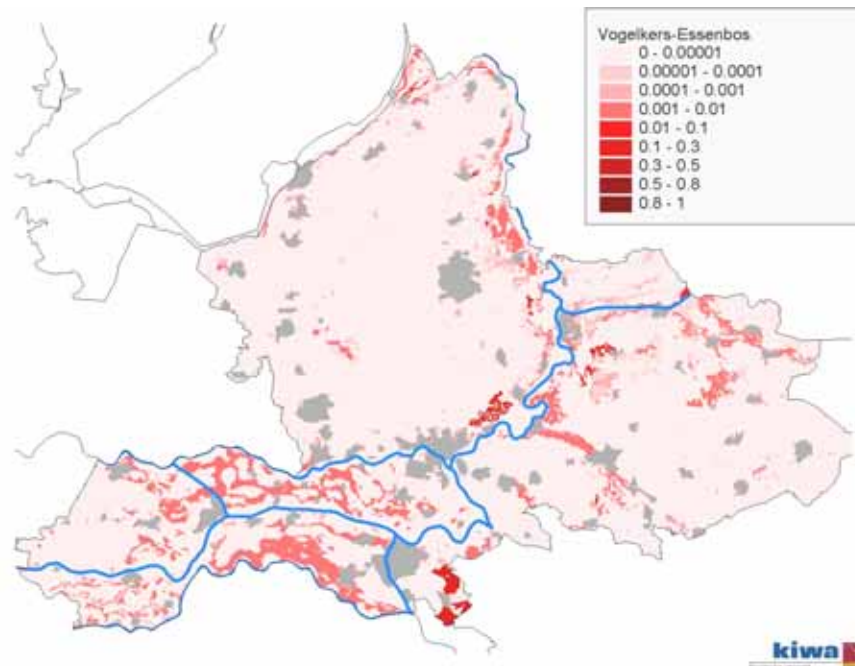 Vogelkers-Essenbos
0 - 0.00001
0.00001 - 0.0001
0.0001 - 0.001
0.001 - 0.01
0.01 - 0.1
0.1 - 0.3
0.3 - 0.5
0.5 - 0.8
0.8 - 1
kiwa